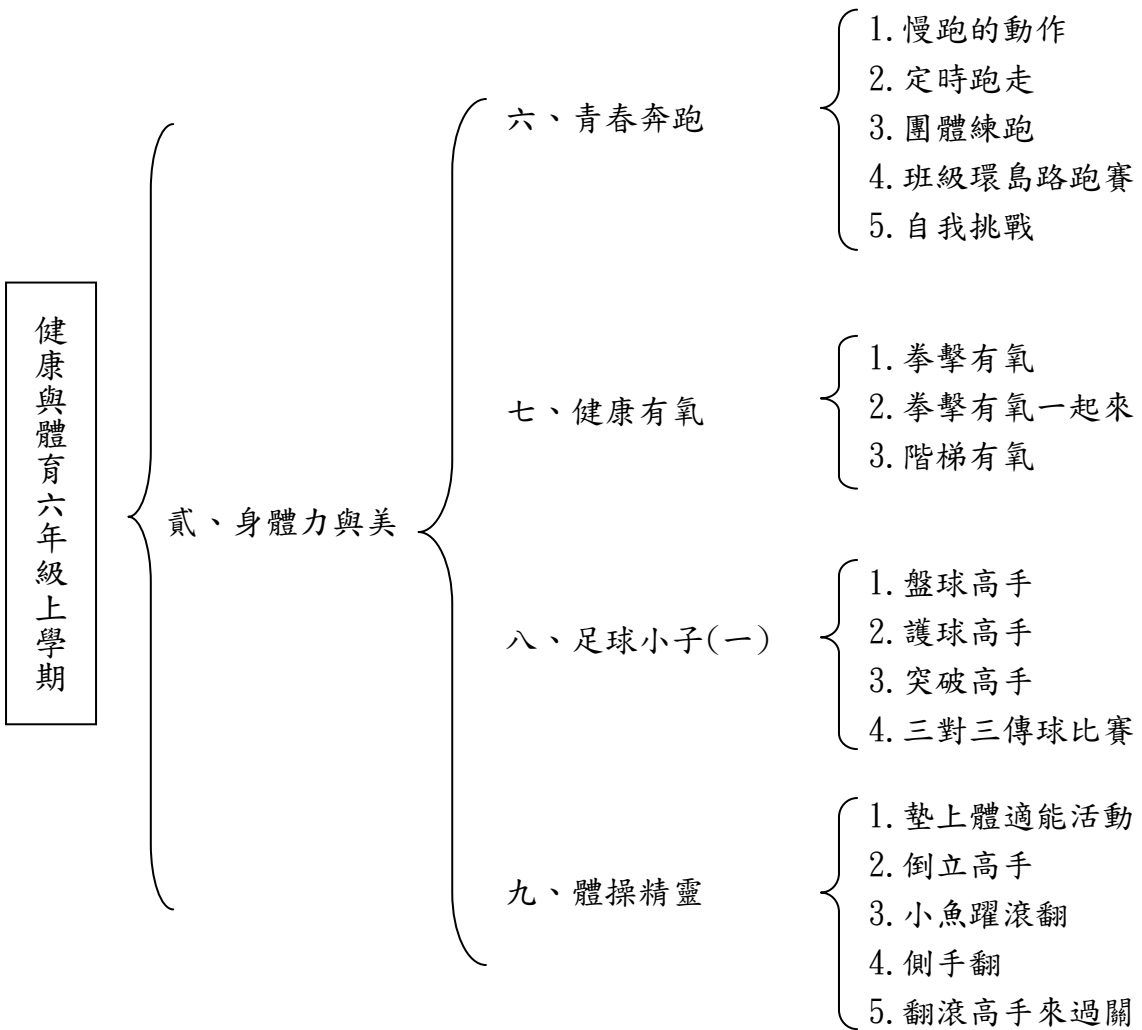 健康與體育六年級上學期
貳、身體力與美
六、青春奔跑
1.慢跑的動作
2.定時跑走
3.團體練跑
4.班級環島路跑賽
5.自我挑戰
七、健康有氧
1.拳擊有氧
2.拳擊有氧一起來
3.階梯有氧
八、足球小子(一)
1.盤球高手
2.護球高手
3.突破高手
4.三對三傳球比賽
九、體操精靈
1.墊上體適能活動
2.倒立高手
3.小魚躍滾翻
4.側手翻
5.翻滾高手來過關